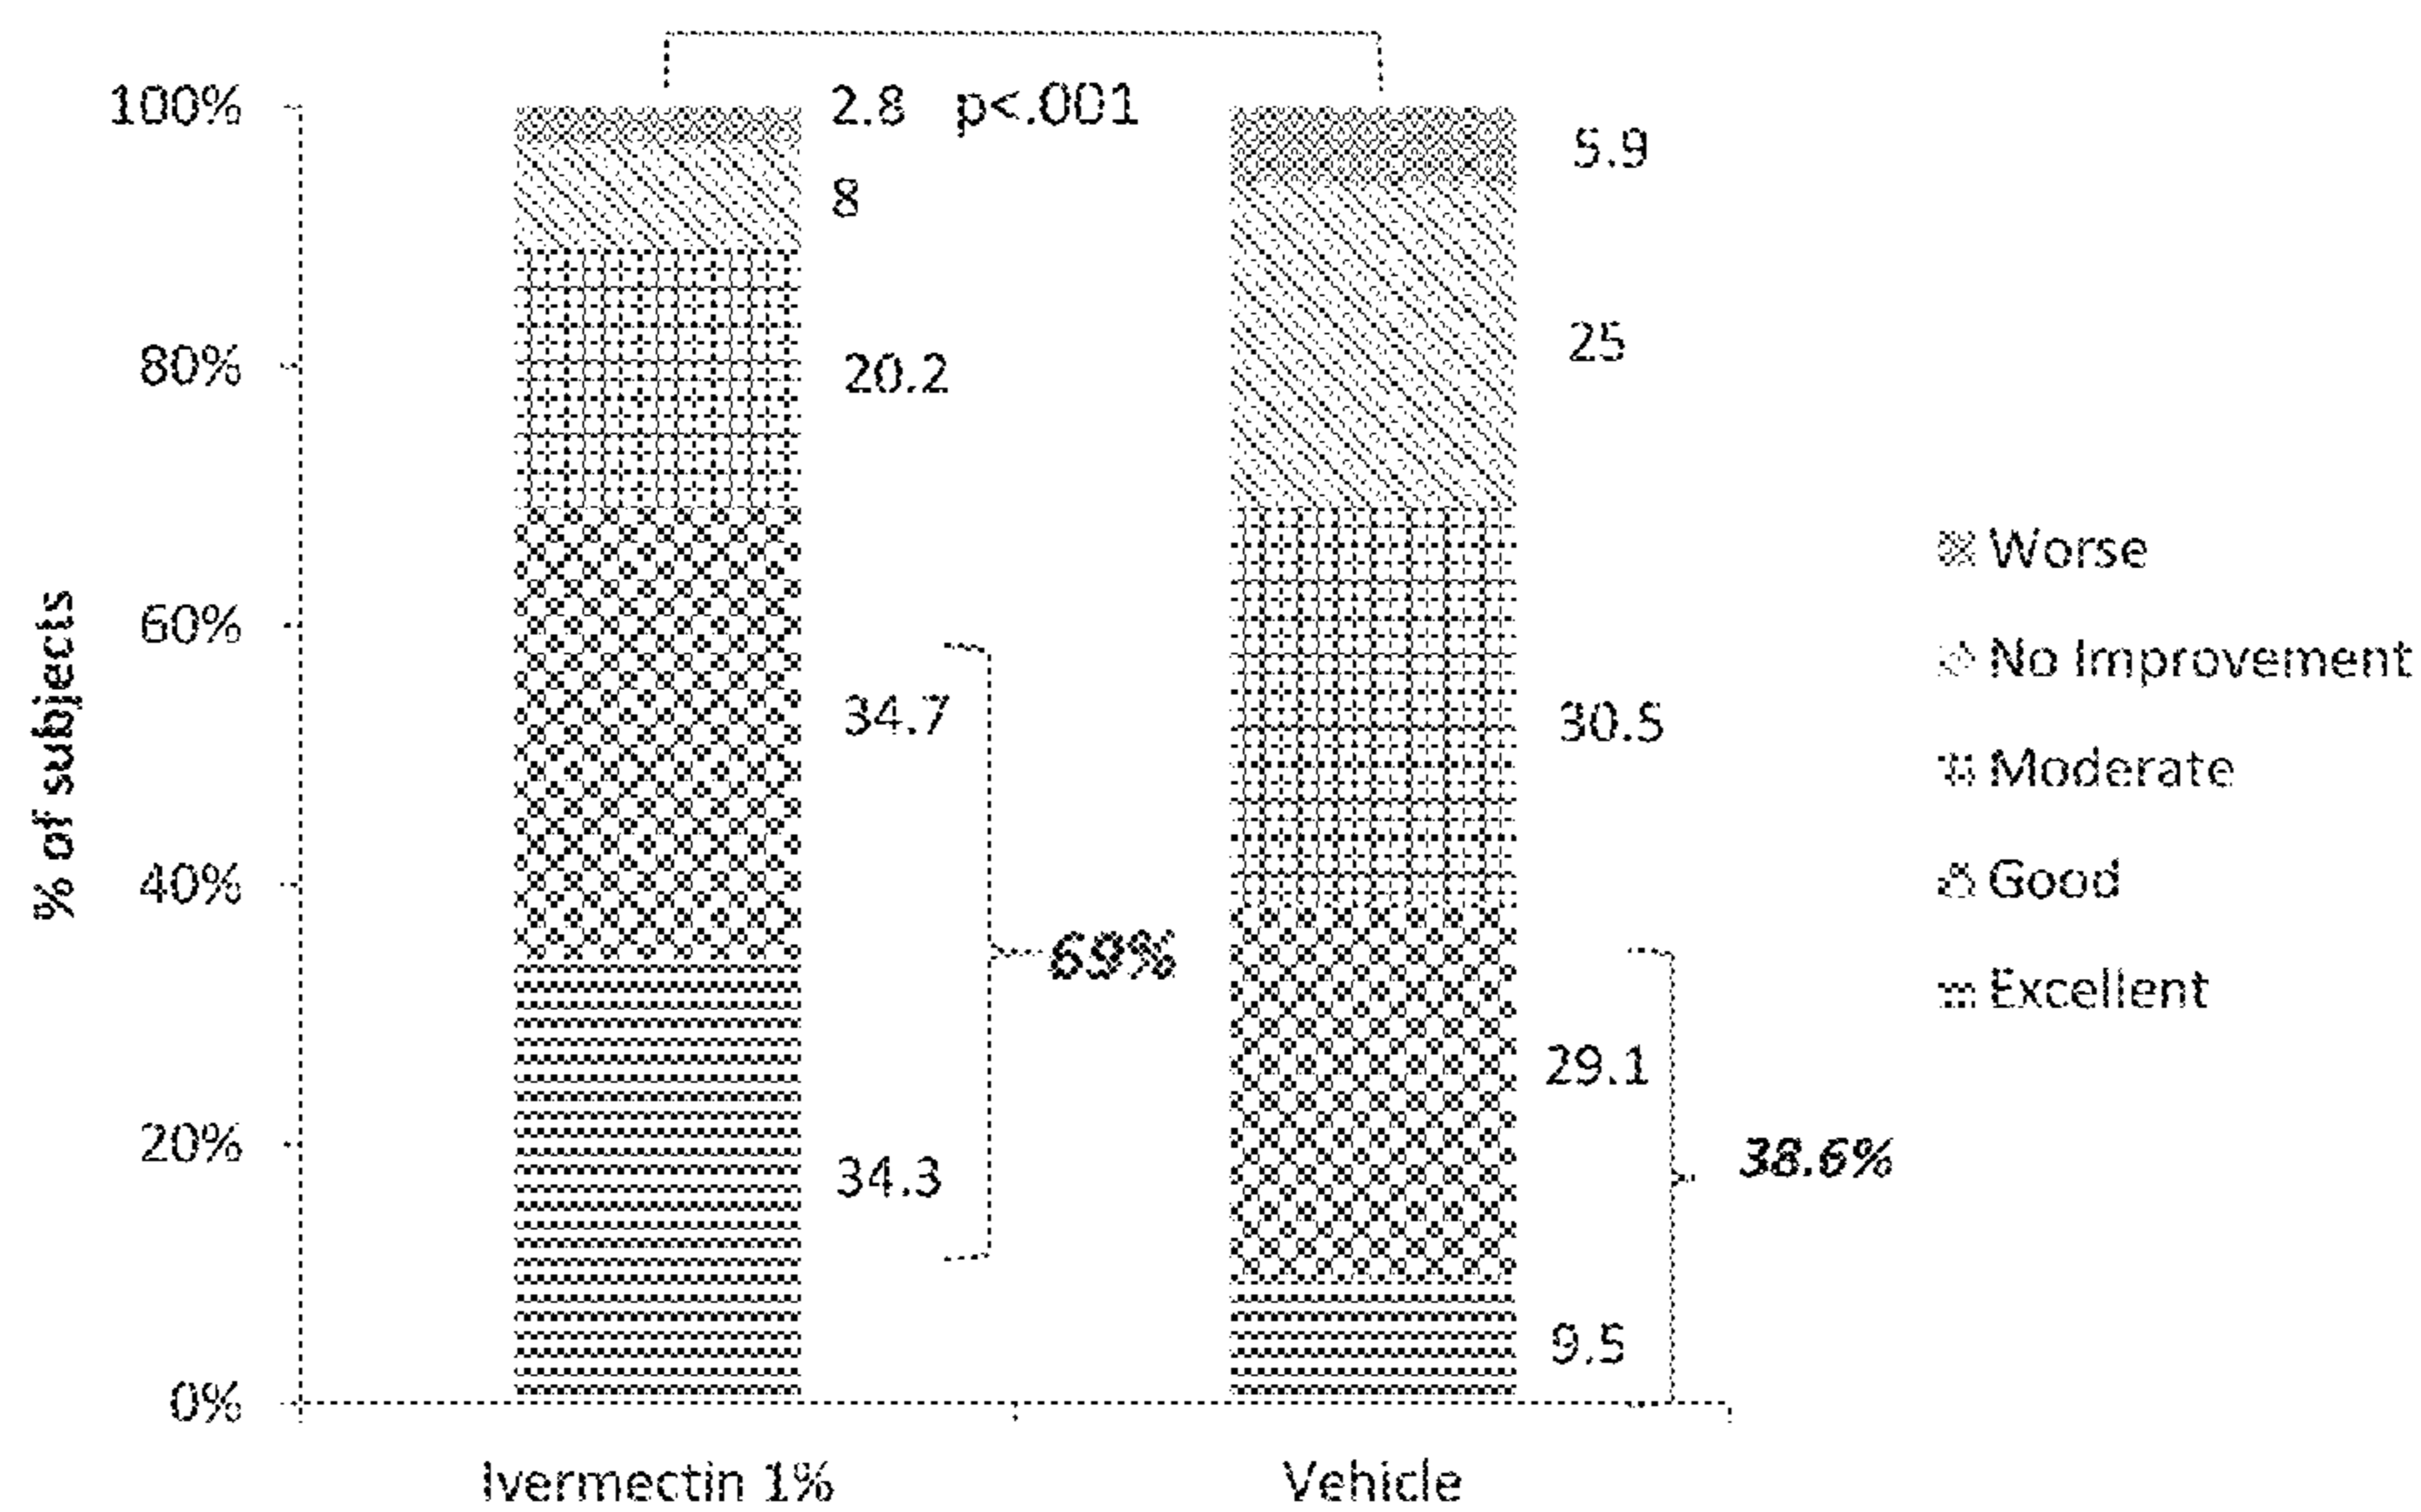 100%
80%
60%
40%
20%
0%
% of subjects
2.8 p<.001
8
20.2
34.7
34.3
69%
5.9
25
30.5
29.1
9.5
38.6%
Ivermectin 1%
Vehicle
Worse
No Improvement
Moderate
Good
Excellent